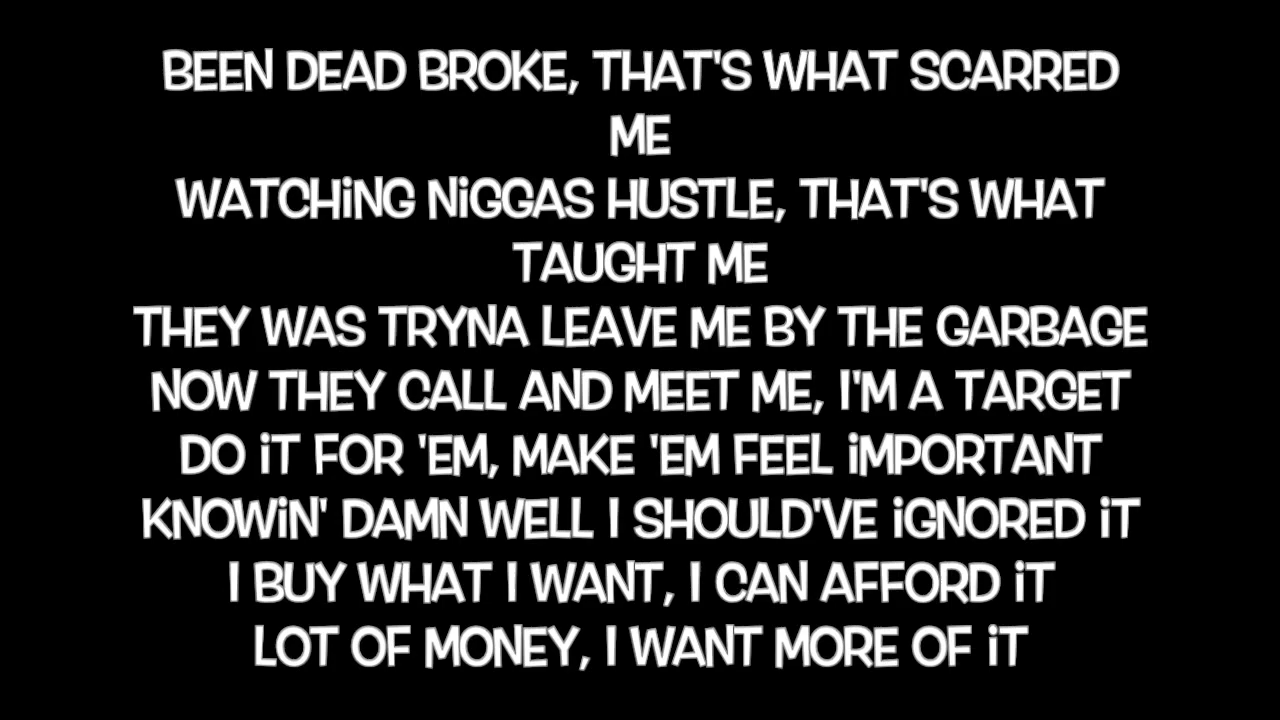 BEEN DEAD BROKE, THAT'S WHAT SCARRED
ME
WATCHiNG NiGGAS HUSTLE, THAT'S WHAT
TAUGHT ME
THEY WAS TRYNA LEAVE ME BY THE GARBAGE
NOW THEY CALL AND MEET ME, I'M A TARGET
DO iT FOR 'EM, MAKE 'EM FEEL iMPORTANT
KNOWiN' DAMN WELL I SHOULD'VE iGNORED iT
I BUY WHAT I WANT, I CAN AFFORD iT
LOT OF MONEY, I WANT MORE OF iT